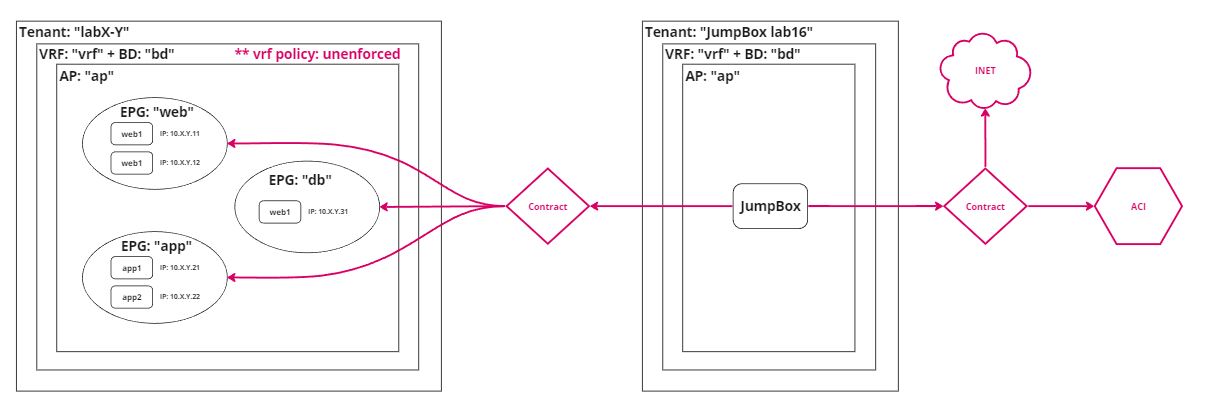 Tenant: "labX-Y"
VRF: "vrf" + BD: "bd"
** vrf policy: unenforced
AP: "ap"
EPG: "web"
web1
IP: 10.X.Y.11
web1
IP: 10.X.Y.12
EPG: "db"
web1
IP: 10.X.Y.31
EPG: "app"
app1
IP: 10.X.Y.21
app2
IP: 10.X.Y.22
Contract
Tenant: "JumpBox lab16"
VRF: "vrf" + BD: "bd"
AP: "ap"
JumpBox
INET
Contract
ACI